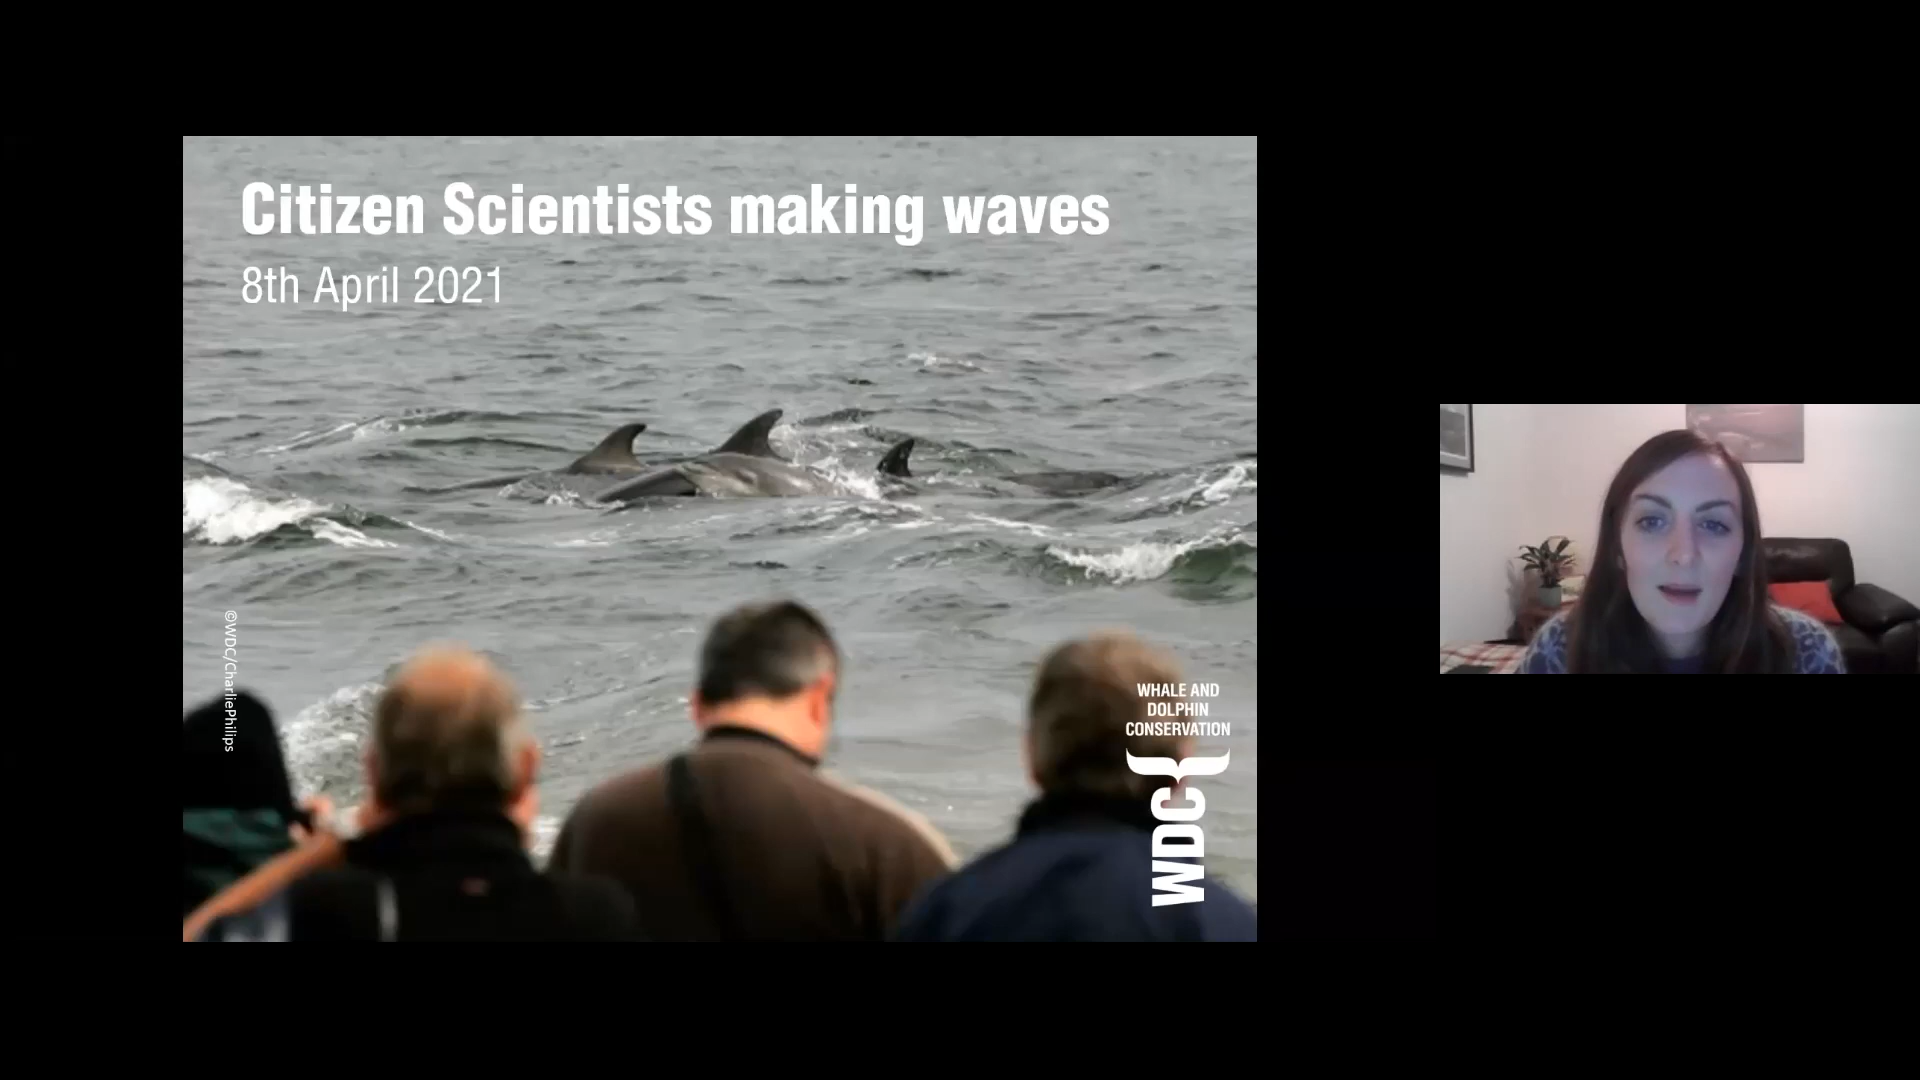 Citizen Scientists making waves
8th April 2021
©WDC/CharliePhilips
WHALE AND
DOLPHIN
CONSERVATION
WDC